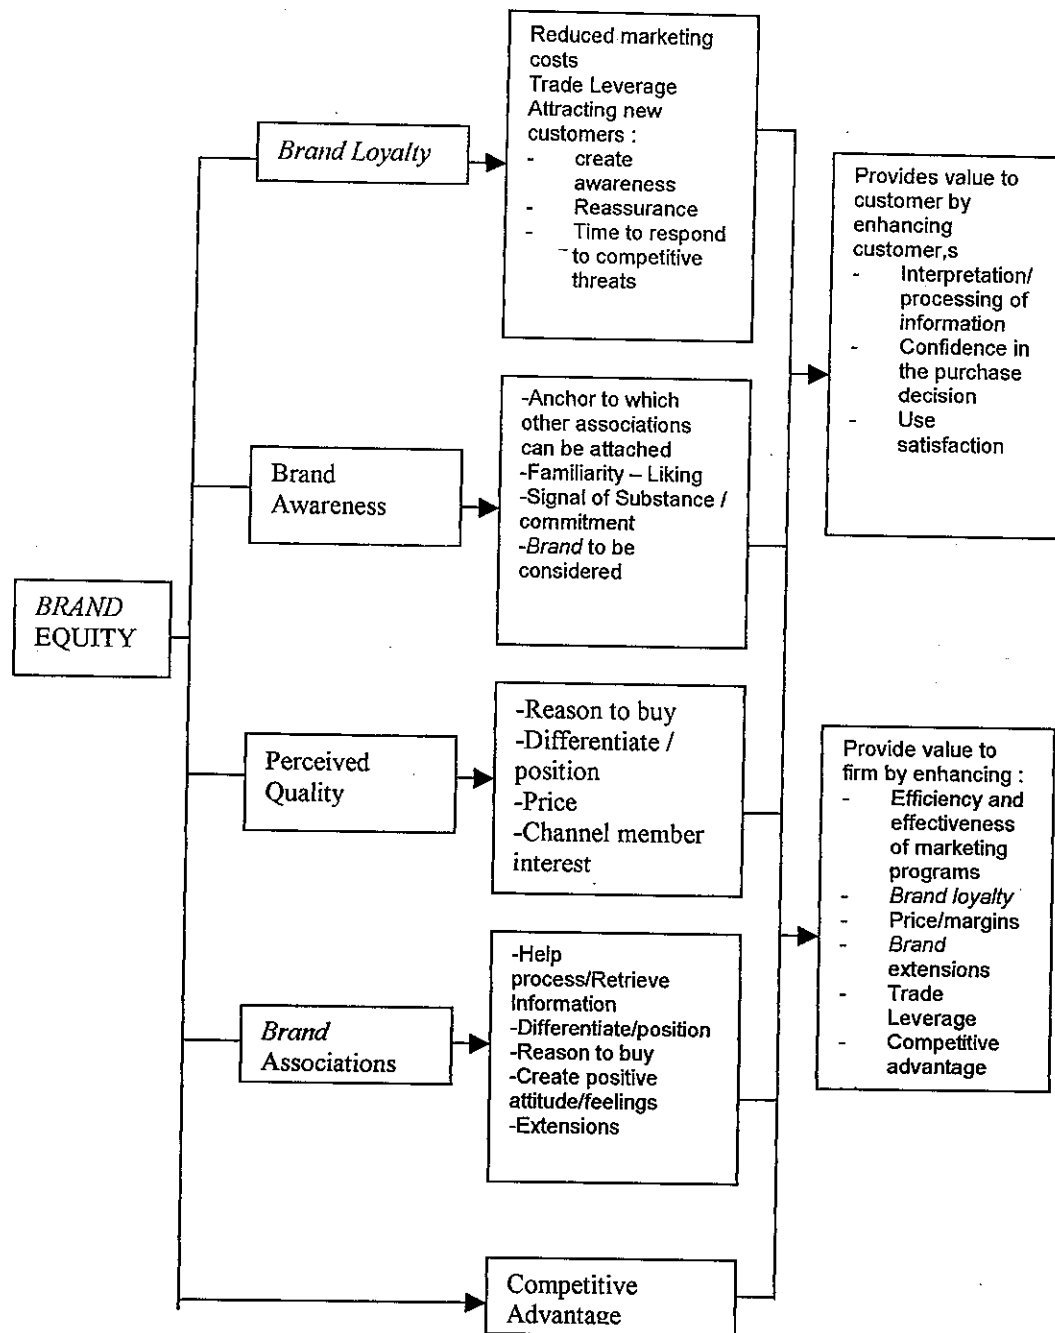 BRAND
EQUITY
Brand Loyalty
Reduced marketing
costs
Trade Leverage
Attracting new
customers :
- create
awareness
- Reassurance
- Time to respond
to competitive
threats
Brand
Awareness
-Anchor to which
other associations
can be attached
-Familiarity – Liking
-Signal of Substance /
commitment
-Brand to be
considered
Perceived
Quality
-Reason to buy
-Differentiate /
position
-Price
-Channel member
interest
Brand
Associations
-Help
process/Retrieve
Information
-Differentiate/position
-Reason to buy
-Create positive
attitude/feelings
-Extensions
Competitive
Advantage
Provides value to
customer by
enhancing
customer,s
- Interpretation/
processing of
information
- Confidence in
the purchase
decision
- Use
satisfaction
Provide value to
firm by enhancing :
- Efficiency and
effectiveness
of marketing
programs
- Brand loyalty
- Price/margins
- Brand
extensions
- Trade
Leverage
- Competitive
advantage